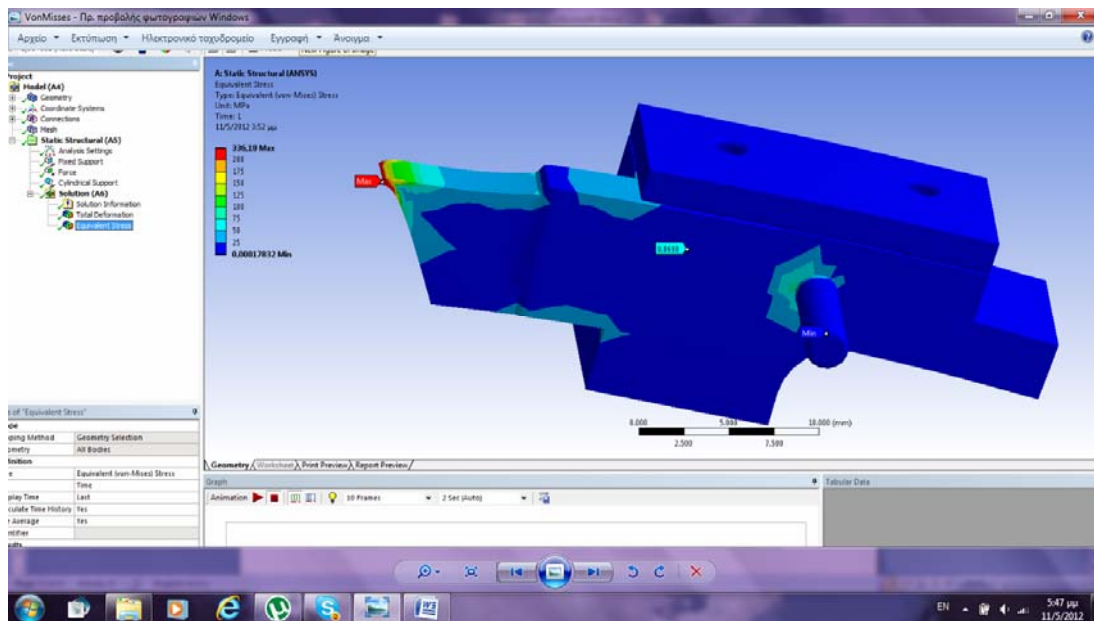 VonMisses - Πρ. προβολής φωτογραφιών Windows
Αρχείο Εκτύπωση Ηλεκτρονικό ταχυδρομείο Εγγραφή Άνοιγμα
Project
Model (A4)
Geometry
Coordinate Systems
Connections
Mesh
Static Structural (A5)
Analysis Settings
Fixed Support
Force
Cylindrical Support
Solution (A6)
Solution Information
Total Deformation
Equivalent Stress
A: Static Structural (ANSYS)
Equivalent Stress
Type: Equivalent (von-Mises) Stress
Unit: MPa
Time: 1
11/5/2012 3:52 μμ
336,18 Max
200
175
150
125
100
75
50
25
0,00017832 Min
Max
Min
0.000 5.000 10.000 (mm)
2.500 7.500
of "Equivalent Stress"
Geometry Selection
All Bodies
Equivalent (von-Mises) Stress
Time
Last
Yes
Average Yes
Geometry Worksheet Print Preview Report Preview
Graph
Animation 10 Frames 2 Sec (Auto)
Tabular Data
EN
5:47 μμ
11/5/2012